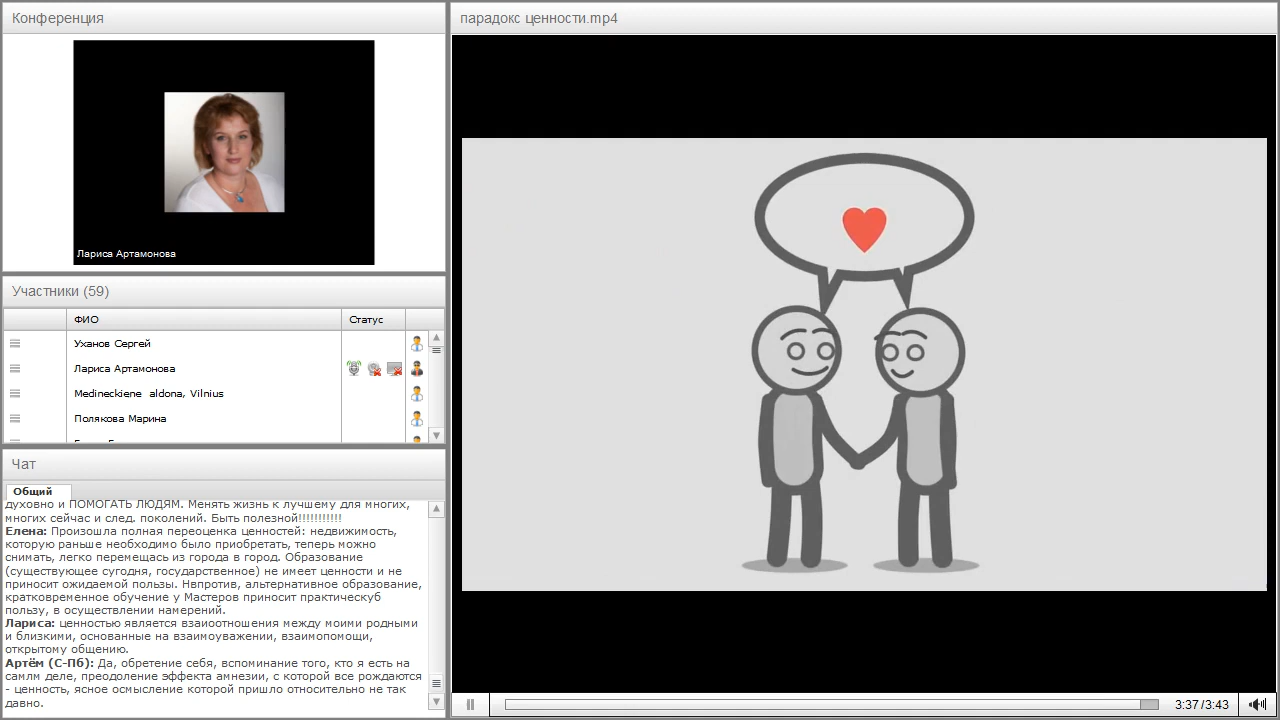 Конференция
Лариса Артамонова
Участники (59)
ФИО
Статус
Уханов Сергей
Лариса Артамонова
Medineckiene aldona, Vilnius
Полякова Марина
Чат
Общий
духовно и ПОМОГАТЬ ЛЮДЯМ. Менять жизнь к лучшему для многих,
многих сейчас и след. поколений. Быть полезной!!!!!!!!!!!
Елена: Произошла полная переоценка ценностей: недвижимость,
которую раньше необходимо было приобретать, теперь можно
снимать, легко перемещась из города в город. Образование
(существующее сугодня, государственное) не имеет ценности и не
приносит ожидаемой пользы. Невпротив, альтернативное образование,
кратковременное обучение у Мастеров приносит практическуб
пользу, в осуществлении намерений.
Лариса: ценностью является взаиоотношения между моими родными
и близкими, основанные на взаимоуважении, взаимопомощи,
открытому общению.
Артём (С-Пб): Да, обретение себя, вспоминание того, кто я есть на
самлм деле, преодоление эффекта амнезии, с которой все рождаются
- ценность, ясное осмысление которой пришло относительно не так
давно.
парадокс ценности.mp4
3:37/3:43